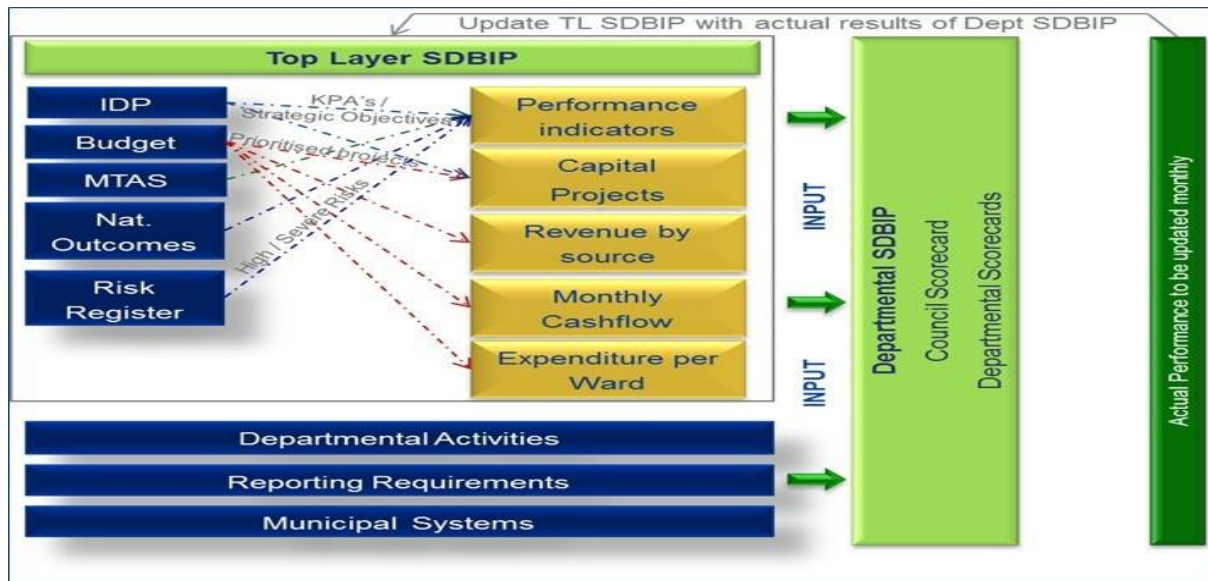 Update TL SDBIP with actual results of Dept SDBIP
Top Layer SDBIP
IDP
Budget
MTAS
Nat.
Outcomes
Risk
Register
KPA's /
Strategic Objectives
Prioritised projects
High / Severe Risks
Performance
indicators
Capital
Projects
Revenue by
source
Monthly
Cashflow
Expenditure per
Ward
INPUT
INPUT
Departmental SDBIP
Council Scorecard
Departmental Scorecards
Actual Performance to be updated monthly
Departmental Activities
Reporting Requirements
Municipal Systems